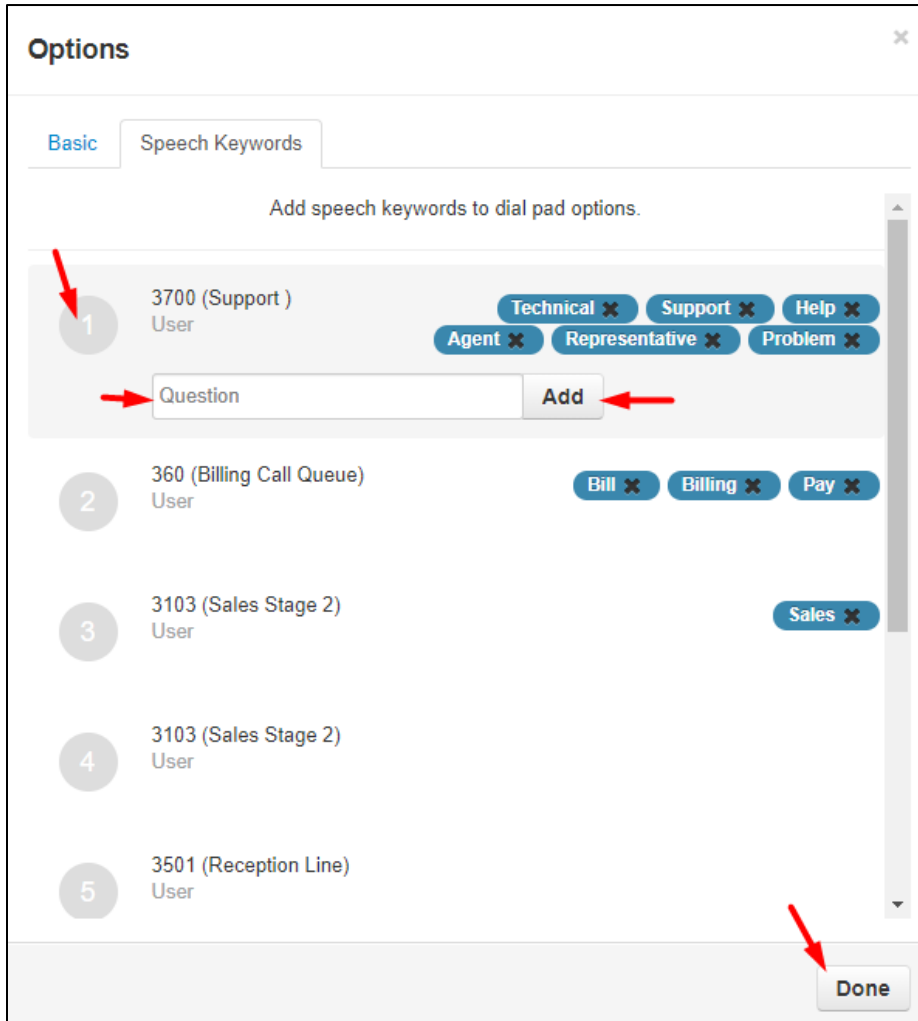 Options
Basic Speech Keywords
Add speech keywords to dial pad options.
1 3700 (Support )
User
Technical Support Help
Agent Representative Problem
Question Add
2 360 (Billing Call Queue)
User
Bill Billing Pay
3 3103 (Sales Stage 2)
User
Sales
4 3103 (Sales Stage 2)
User
5 3501 (Reception Line)
User
Done